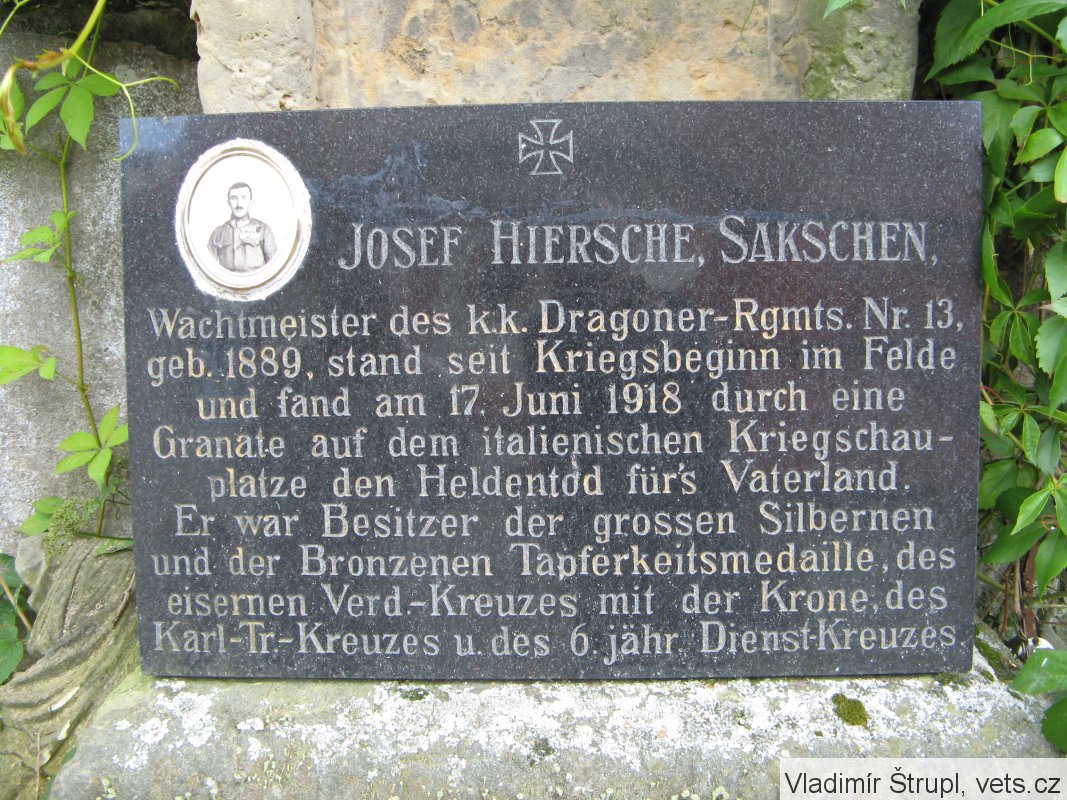 JOSEF HIERSCHE, SAKSCHEN,
Wachtmeister des k.k. Dragoner-Rgmts. Nr. 13,
geb. 1889, stand seit Kriegsbeginn im Felde
und fand am 17. Juni 1918 durch eine
Granate auf dem italienischen Kriegschau-
platze den Heldentod für's Vaterland.
Er war Besitzer der grossen Silbernen
und der Bronzenen Tapferkeitsmedaille, des
eisernen Verd-Kreuzes mit der Krone, des
Karl-Tr.-Kreuzes u. des 6. jähr. Dienst-Kreuzes.
Vladimír Štrupl, vets.cz